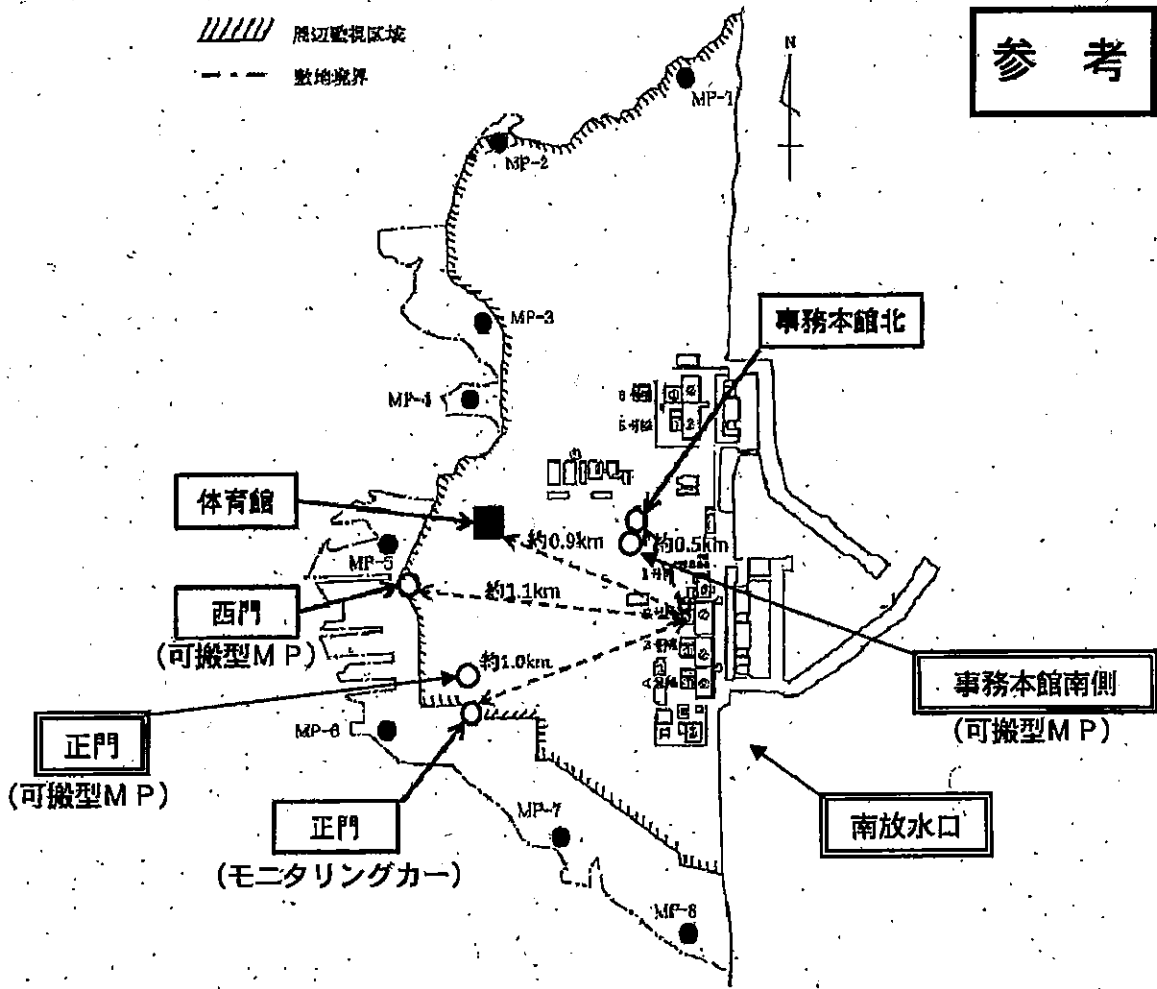 周辺監視区域
敷地境界
参 考
N
MP-1
MP-2
MP-3
MP-4
事務本館北
体育館
約0.9km
約0.5km
MP-5
約1.1km
西門
(可搬型ＭＰ)
約1.0km
事務本館南側
(可搬型ＭＰ)
正門
(可搬型ＭＰ)
MP-6
正門
(モニタリングカー)
MP-7
南放水口
MP-8